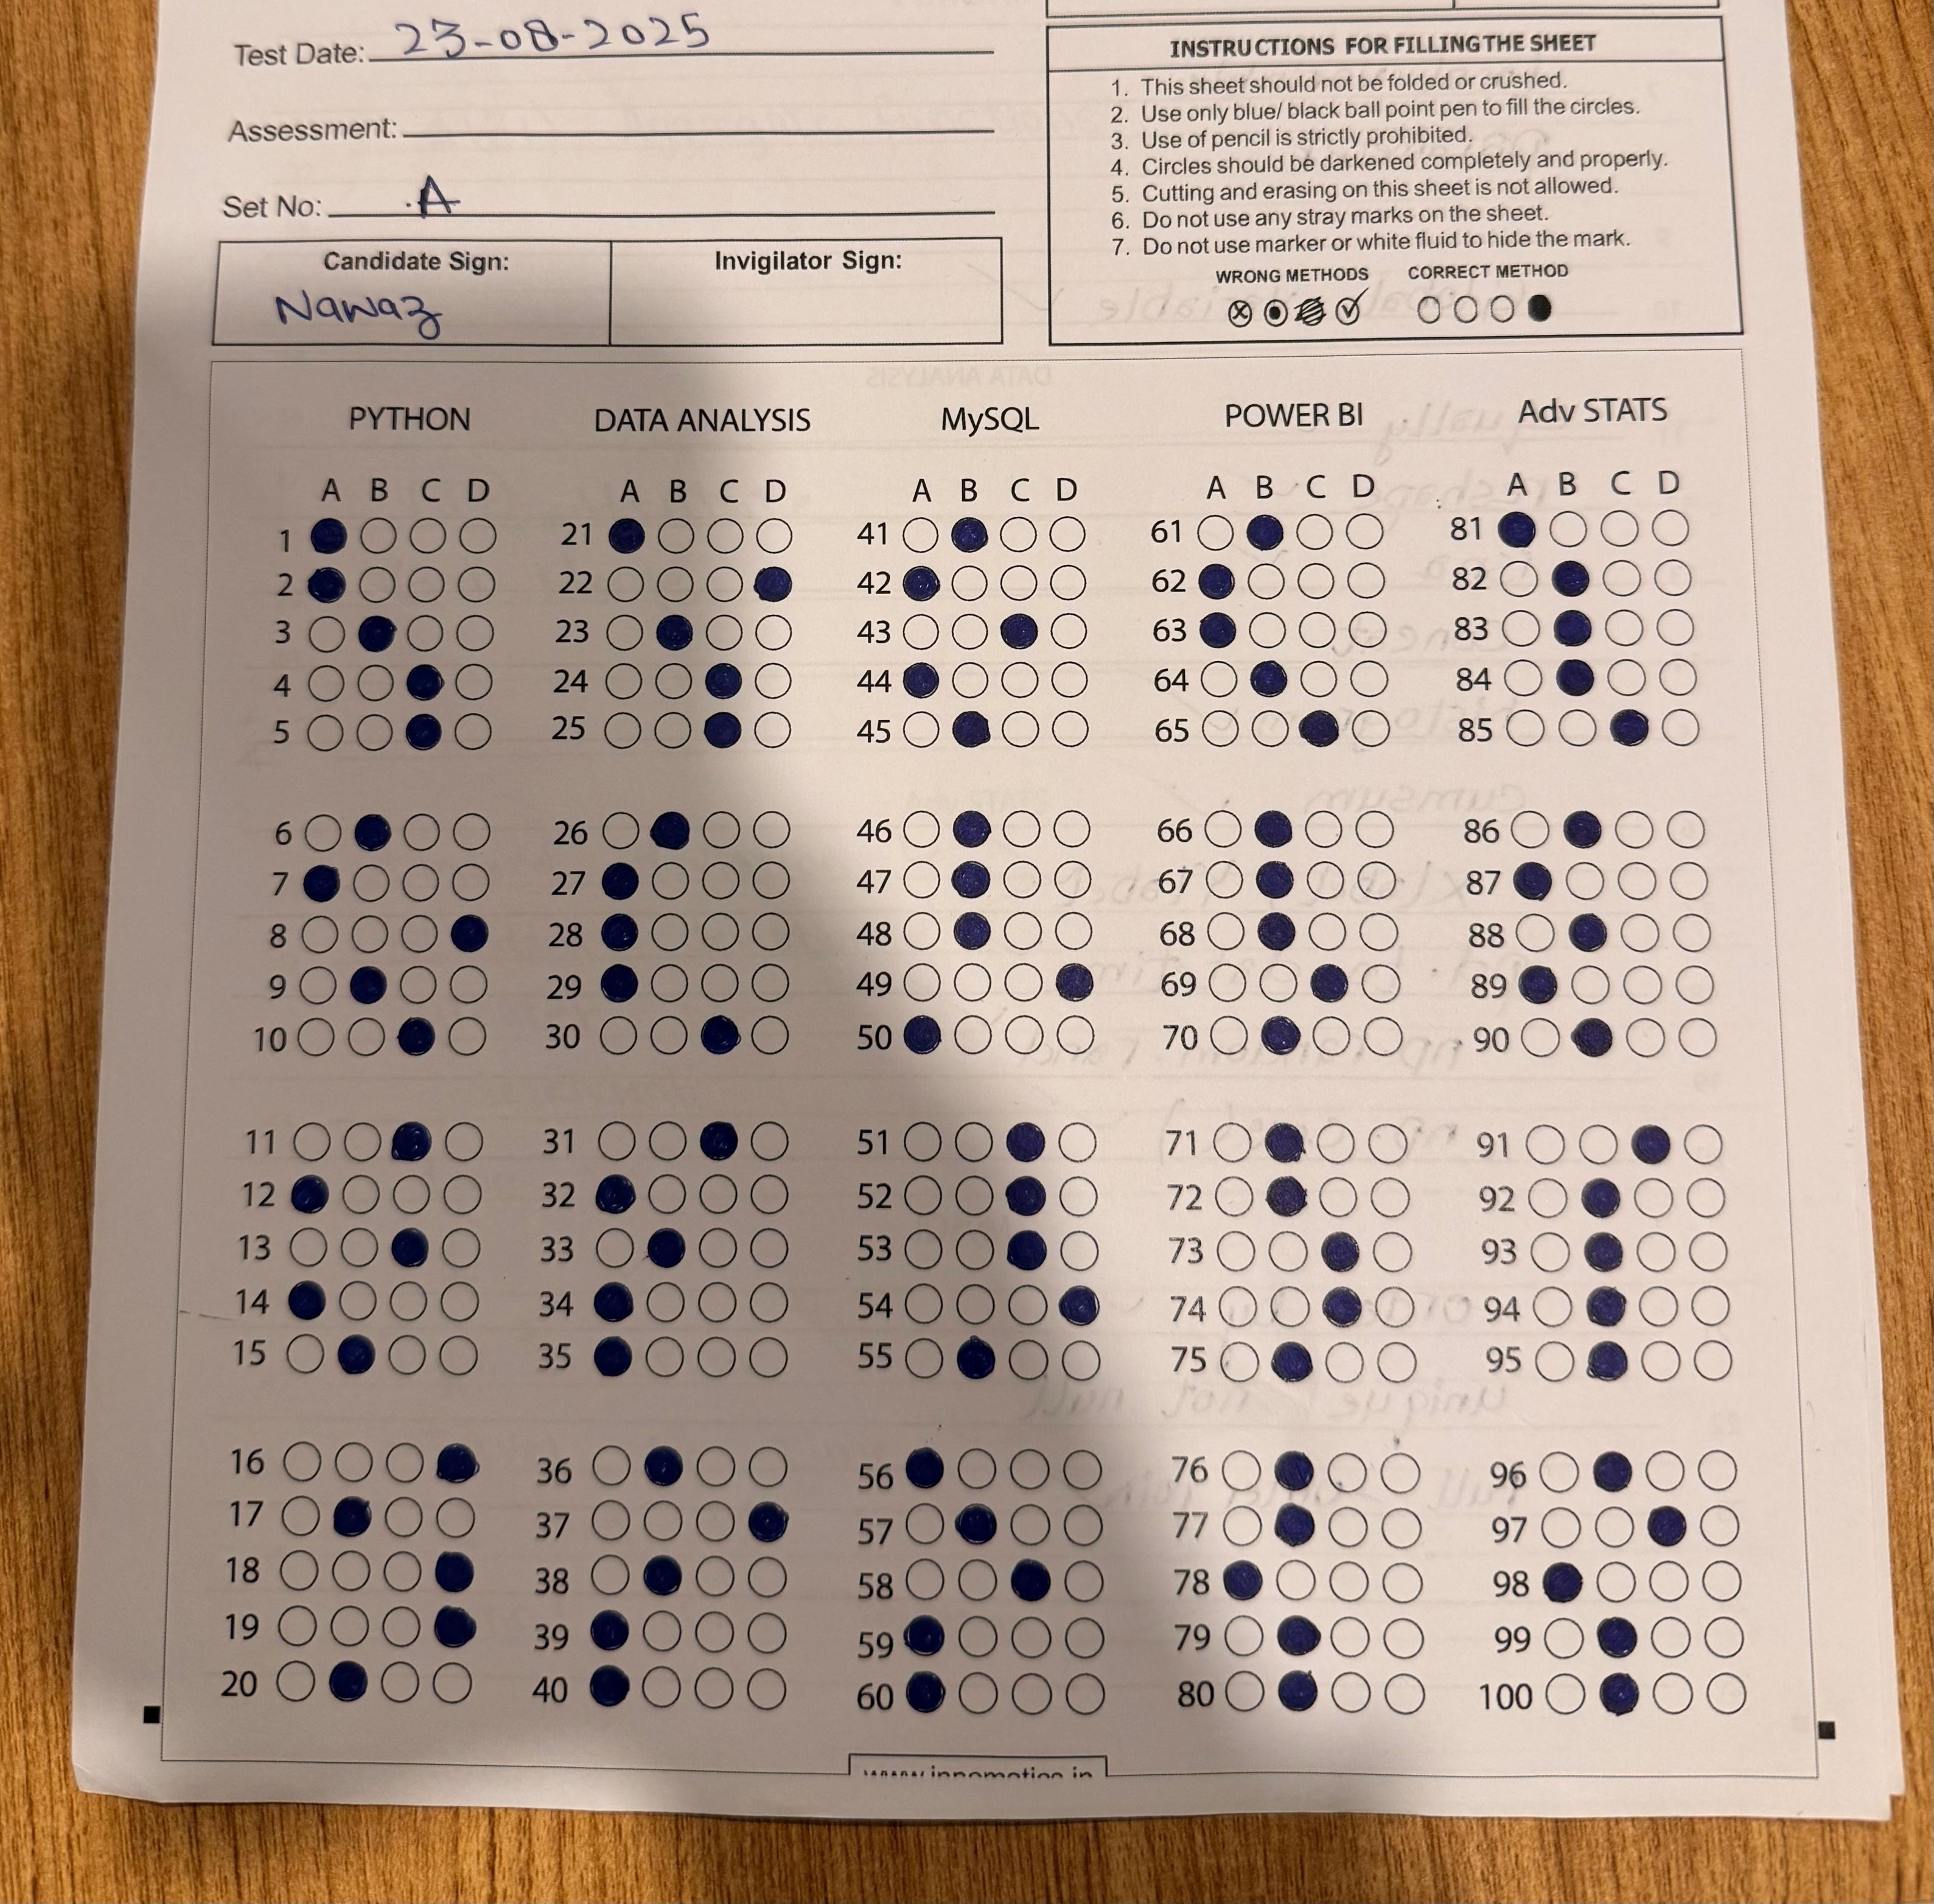 Test Date: 23-08-2025
Assessment:
Set No: A
Candidate Sign:
Nawaz
Invigilator Sign:
INSTRUCTIONS FOR FILLING THE SHEET
1. This sheet should not be folded or crushed.
2. Use only blue/ black ball point pen to fill the circles.
3. Use of pencil is strictly prohibited.
4. Circles should be darkened completely and properly.
5. Cutting and erasing on this sheet is not allowed.
6. Do not use any stray marks on the sheet.
7. Do not use marker or white fluid to hide the mark.
WRONG METHODS CORRECT METHOD
PYTHON DATA ANALYSIS MySQL POWER BI Adv STATS
A B C D A B C D A B C D A B C D A B C D
1 21 41 61 81
2 22 42 62 82
3 23 43 63 83
4 24 44 64 84
5 25 45 65 85
6 26 46 66 86
7 27 47 67 87
8 28 48 68 88
9 29 49 69 89
10 30 50 70 90
11 31 51 71 91
12 32 52 72 92
13 33 53 73 93
14 34 54 74 94
15 35 55 75 95
16 36 56 76 96
17 37 57 77 97
18 38 58 78 98
19 39 59 79 99
20 40 60 80 100
www.innomatics.in